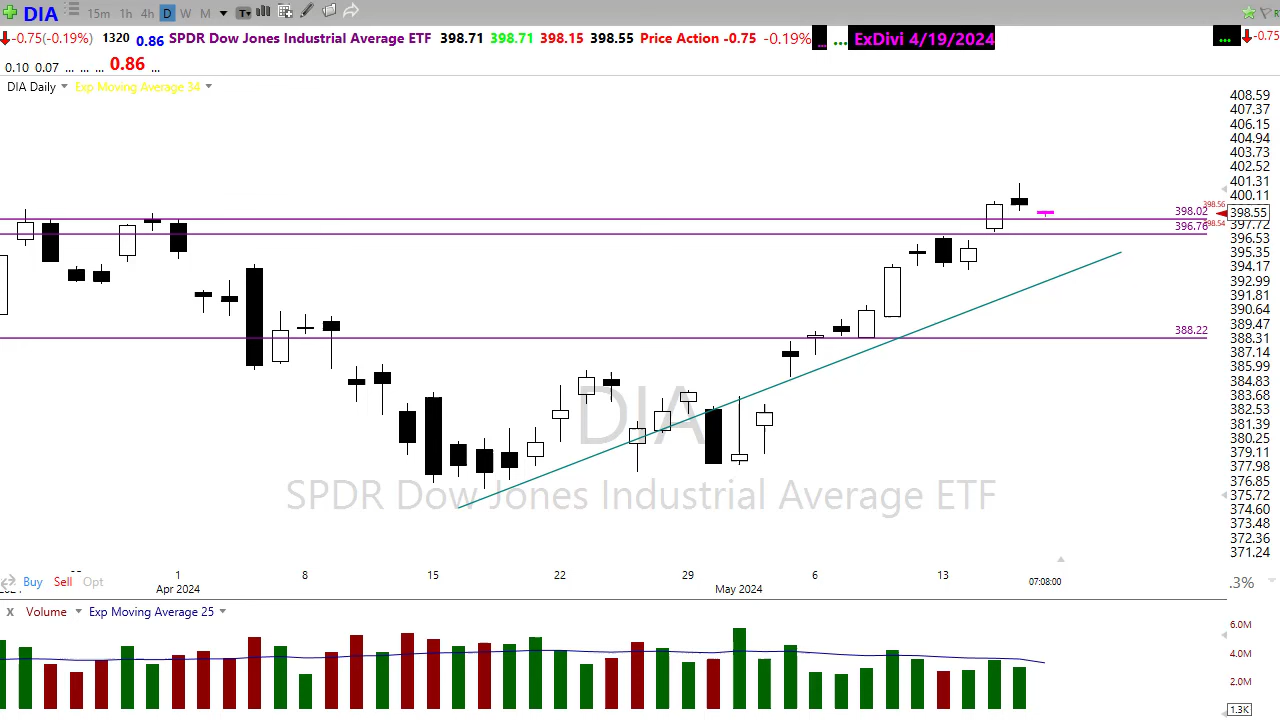 DIA 15m 1h 4h D W M T
-0.75(-0.19%) 1320 0.86 SPDR Dow Jones Industrial Average ETF 398.71 398.71 398.15 398.55 Price Action -0.75 -0.19% ... ... ExDivi 4/19/2024 ... -0.75
0.10 0.07 ... ... ... 0.86 ...
DIA Daily Exp Moving Average 34
408.59
407.37
406.15
404.94
403.73
402.52
401.31
400.11
398.56
398.02 398.55
398.54
396.76 397.72
396.53
395.35
394.17
392.99
391.81
390.64
388.22 389.47
388.31
387.14
385.99
384.83
383.68
382.53
DIA
381.39
380.25
379.11
377.98
376.85
SPDR Dow Jones Industrial Average ETF
375.72
374.60
373.48
372.36
371.24
1 8 15 22 29 6 13
Buy Sell Opt 07:08:00 .3%
Apr 2024 May 2024
X Volume Exp Moving Average 25
6.0M
4.0M
2.0M
1.3K